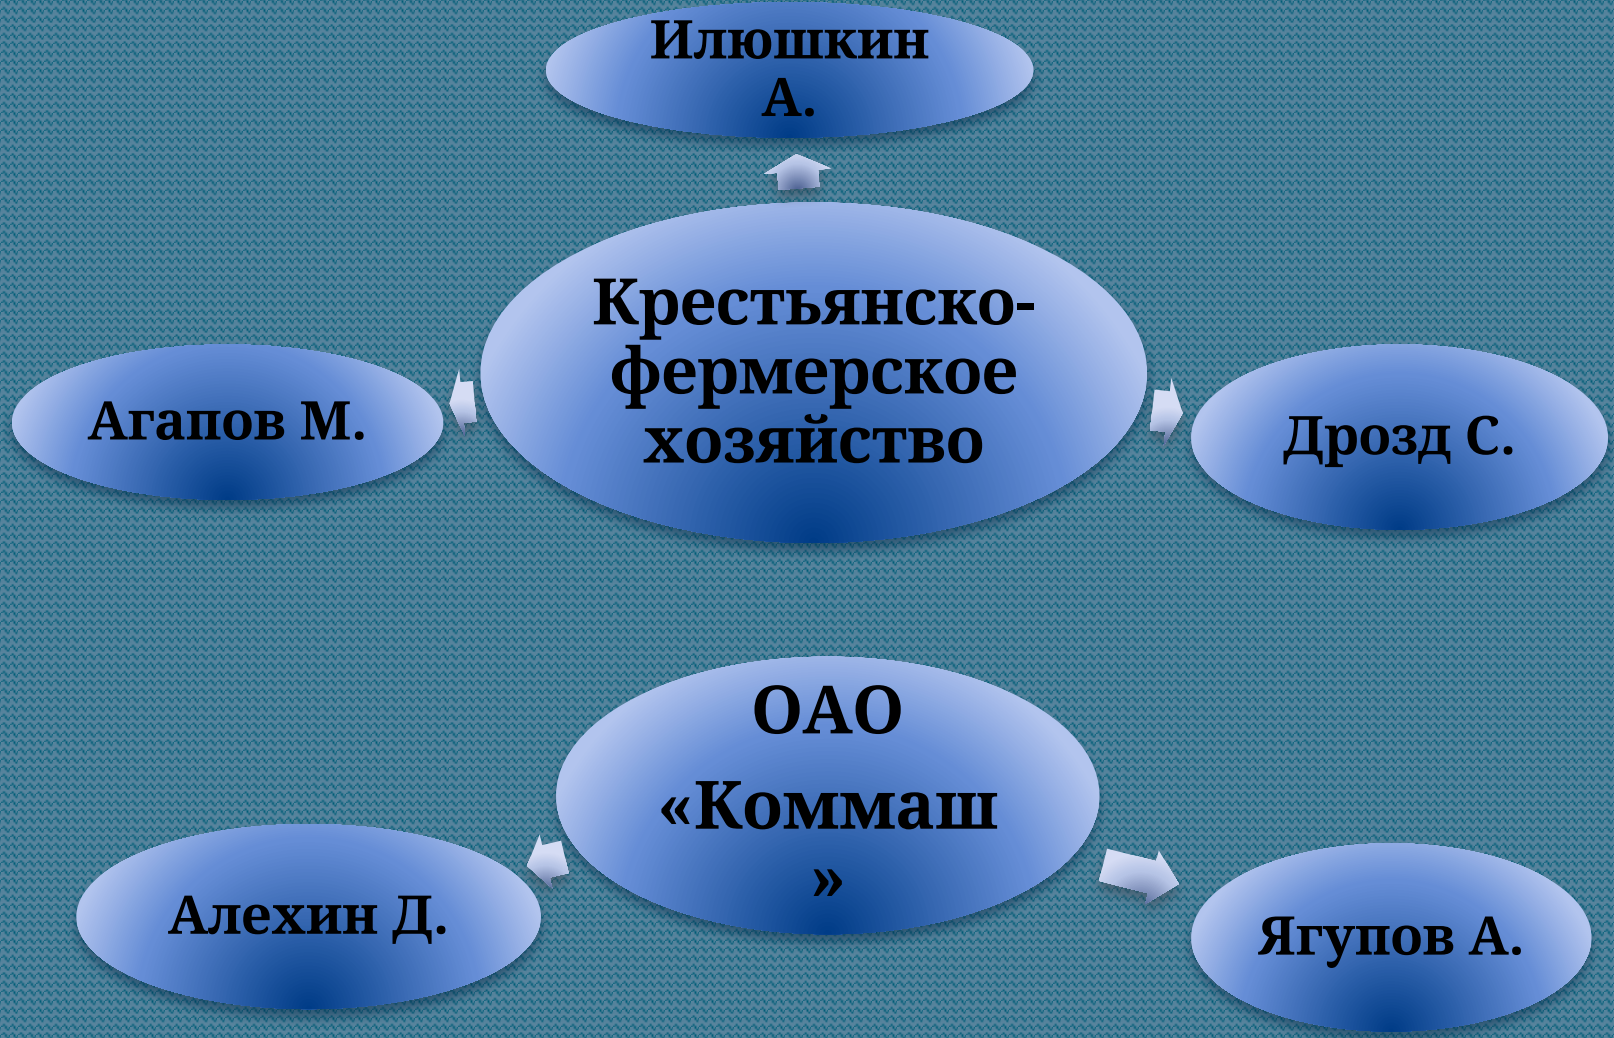 Илюшкин
А.
Крестьянско-
фермерское
хозяйство
Агапов М.
Дрозд С.
ОАО
«Коммаш
»
Алехин Д.
Ягупов А.